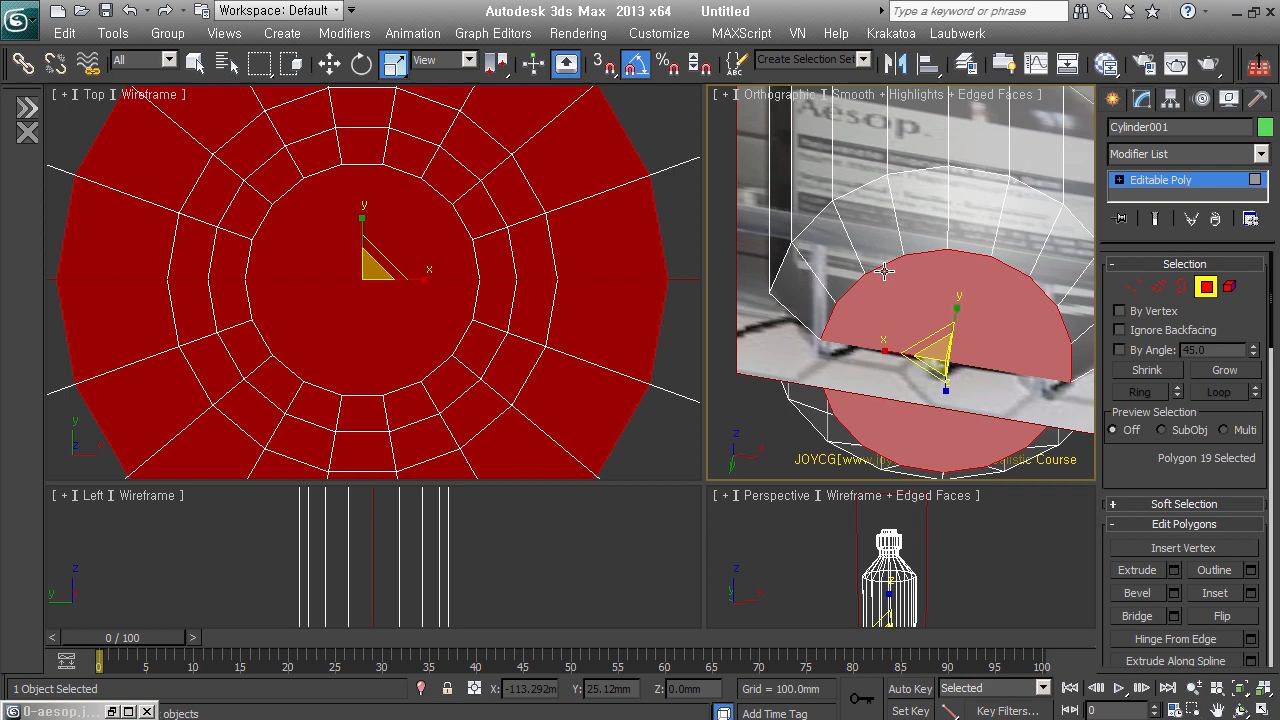 Workspace: Default
Autodesk 3ds Max 2013 x64
Untitled
Type a keyword or phrase
Edit
Tools
Group
Views
Create
Modifiers
Animation
Graph Editors
Rendering
Customize
MAXScript
VN
Help
Krakatoa
Laubwerk
All
View
3
Create Selection Set
[ + ] Top ] Wireframe ]
[ + ] Orthographic ] Smooth + Highlights + Edged Faces ]
Cylinder001
Modifier List
Editable Poly
Aesop.
y
x
y
x
Selection
By Vertex
Ignore Backfacing
By Angle: 45.0
Shrink
Grow
Ring
Loop
Preview Selection
Off
SubObj
Multi
Polygon 19 Selected
JOYCG[www
istic Course
[ + ] Left ] Wireframe ]
[ + ] Perspective ] Wireframe + Edged Faces ]
Soft Selection
Edit Polygons
Insert Vertex
Extrude
Outline
Bevel
Inset
Bridge
Flip
Hinge From Edge
Extrude Along Spline
0 / 100
0 5 10 15 20 25 30 35 40 45 50 55 60 65 70 75 80 85 90 95 100
1 Object Selected
X: -113.292m
Y: 25.12mm
Z: 0.0mm
Grid = 100.0mm
Auto Key
Selected
0-aesop.j...
objects
Add Time Tag
Set Key
Key Filters...
0